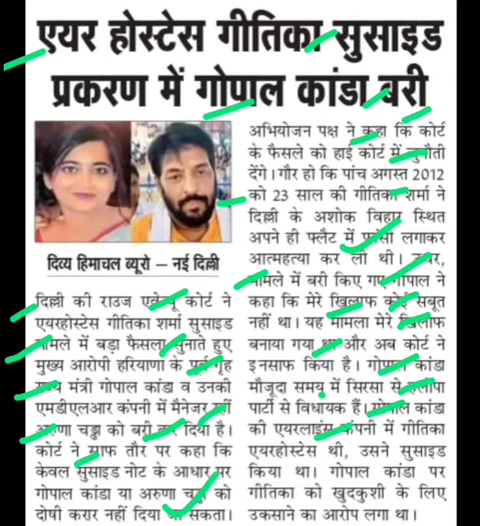 एयर होस्टेस गीतिका सुसाइड
प्रकरण में गोपाल कांडा बरी
दिव्य हिमाचल ब्यूरो – नई दिल्ली
दिल्ली की राउज एवेन्यू कोर्ट ने
एयरहोस्टेस गीतिका शर्मा सुसाइड
मामले में बड़ा फैसला सुनाते हुए
मुख्य आरोपी हरियाणा के पूर्व गृह
राज्य मंत्री गोपाल कांडा व उनकी
एमडीएलआर कंपनी में मैनेजर रहीं
अरुणा चड्ढा को बरी कर दिया है।
कोर्ट ने साफ तौर पर कहा कि
केवल सुसाइड नोट के आधार पर
गोपाल कांडा या अरुणा को
दोषी करार नहीं दिया जा सकता।
अभियोजन पक्ष ने कहा कि कोर्ट
के फैसले को हाई कोर्ट में चुनौती
देंगे। गौर हो कि पांच अगस्त 2012
को 23 साल की गीतिका शर्मा ने
दिल्ली के अशोक विहार स्थित
अपने ही फ्लैट में फांसी लगाकर
आत्महत्या कर ली थी। उधर,
मामले में बरी किए गए गोपाल ने
कहा कि मेरे खिलाफ कोई सबूत
नहीं था। यह मामला मेरे खिलाफ
बनाया गया था और अब कोर्ट ने
इनसाफ किया है। गोपाल कांडा
मौजूदा समय में सिरसा से हलोपा
पार्टी से विधायक हैं। गोपाल कांडा
की एयरलाइंस कंपनी में गीतिका
एयरहोस्टेस थी, उसने सुसाइड
किया था। गोपाल कांडा पर
गीतिका को खुदकुशी के लिए
उकसाने का आरोप लगा था।